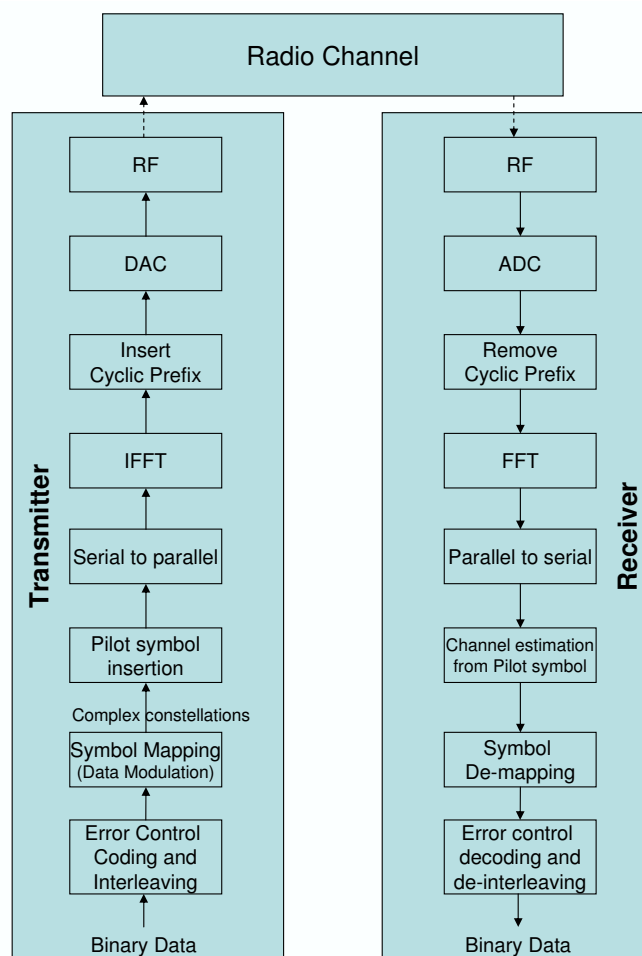 Radio Channel
Transmitter
RF
DAC
Insert
Cyclic Prefix
IFFT
Serial to parallel
Pilot symbol
insertion
Complex constellations
Symbol Mapping
(Data Modulation)
Error Control
Coding and
Interleaving
Binary Data
Receiver
RF
ADC
Remove
Cyclic Prefix
FFT
Parallel to serial
Channel estimation
from Pilot symbol
Symbol
De-mapping
Error control
decoding and
de-interleaving
Binary Data